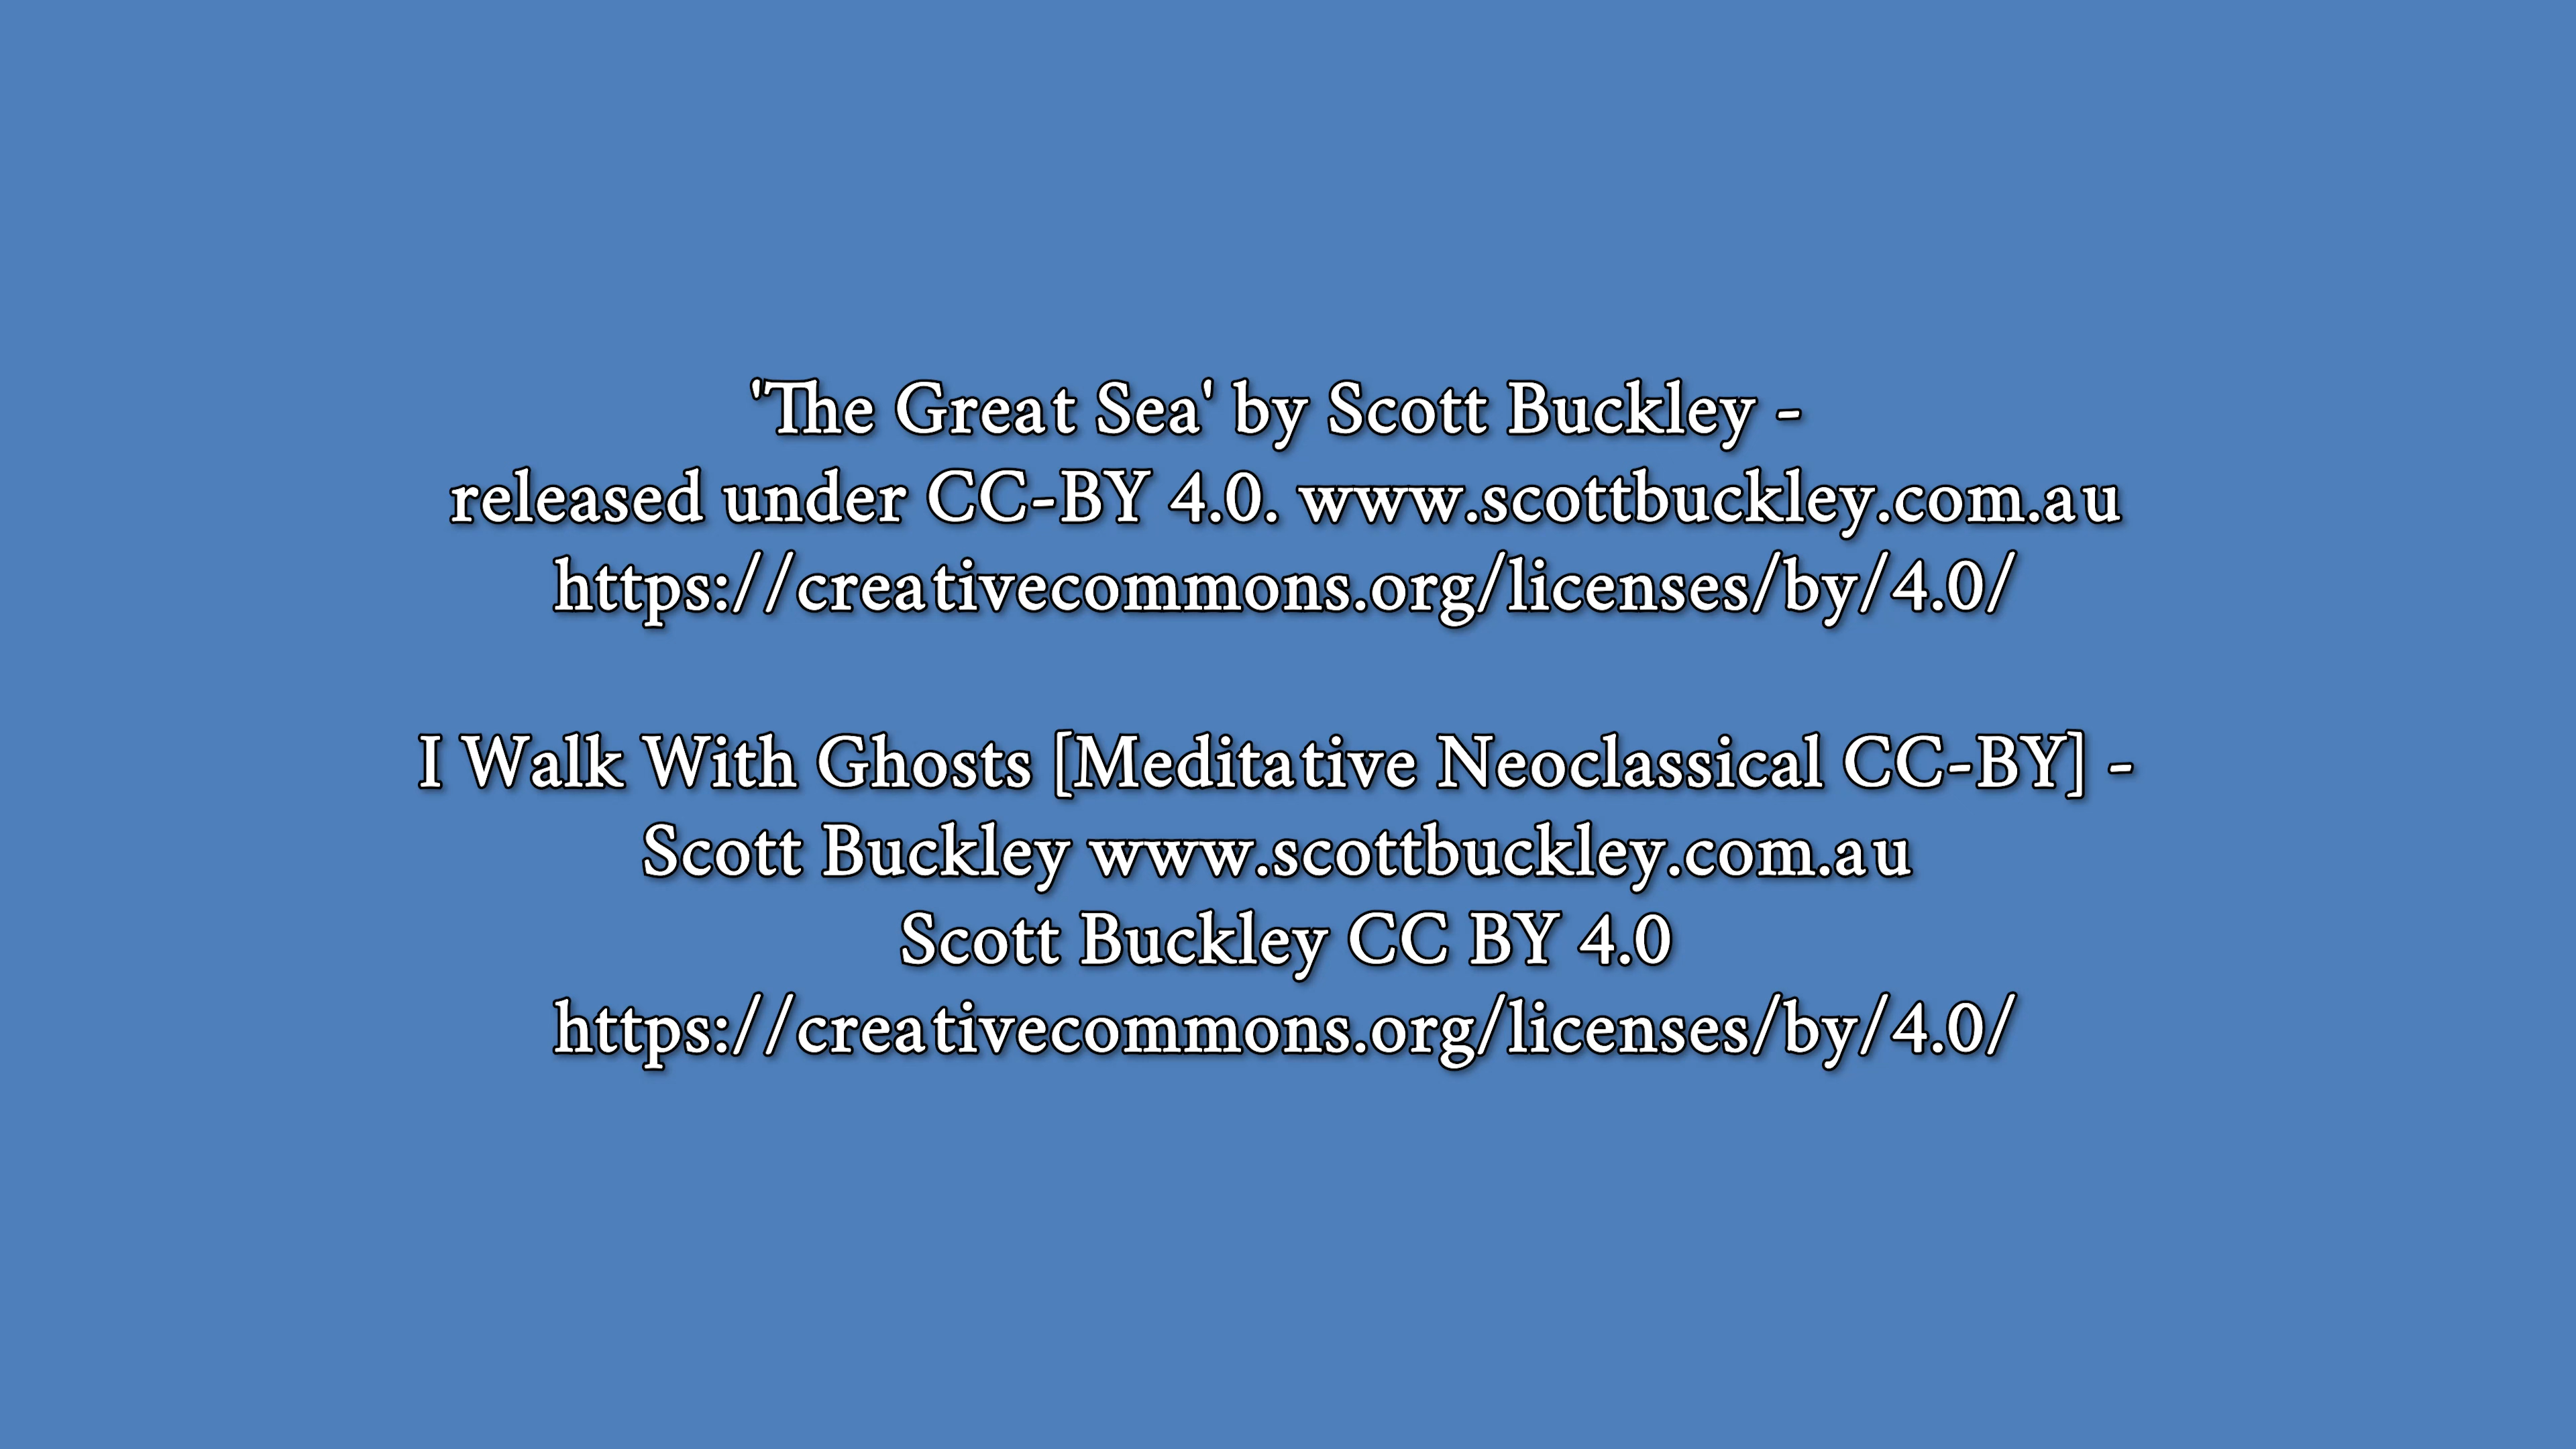 'The Great Sea' by Scott Buckley -
released under CC-BY 4.0. www.scottbuckley.com.au
https://creativecommons.org/licenses/by/4.0/
I Walk With Ghosts [Meditative Neoclassical CC-BY] -
Scott Buckley www.scottbuckley.com.au
Scott Buckley CC BY 4.0
https://creativecommons.org/licenses/by/4.0/